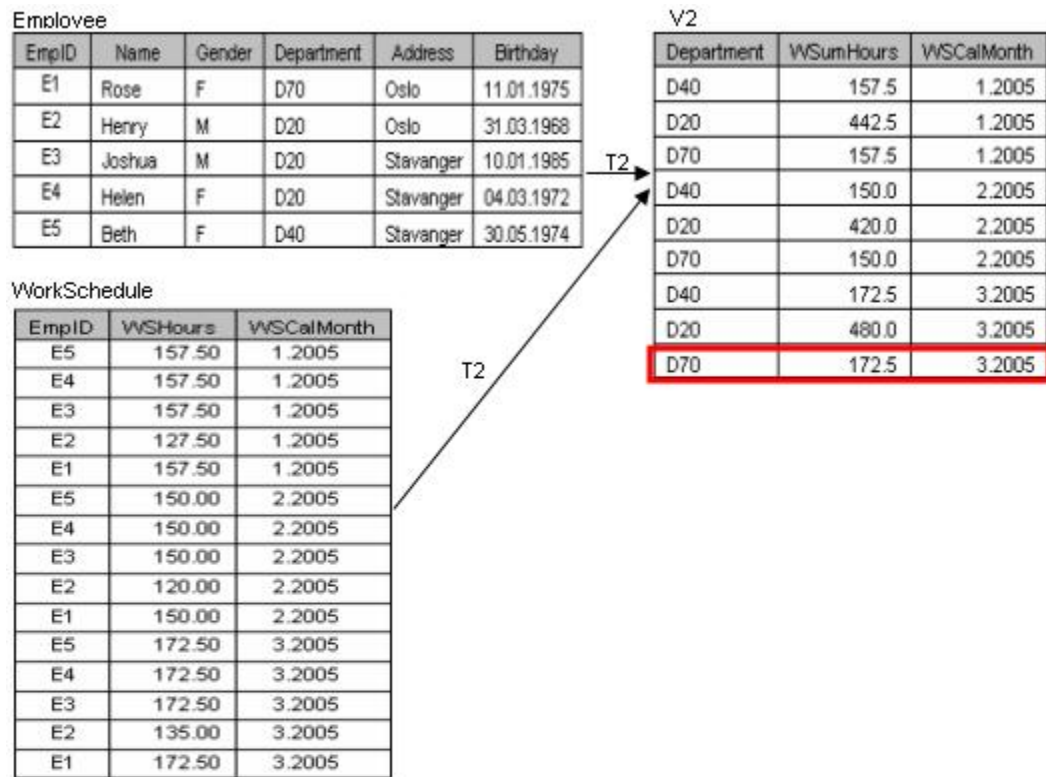 Employee
EmpID Name Gender Department Address Birthday
E1 Rose F D70 Oslo 11.01.1975
E2 Henry M D20 Oslo 31.03.1968
E3 Joshua M D20 Stavanger 10.01.1985
E4 Helen F D20 Stavanger 04.03.1972
E5 Beth F D40 Stavanger 30.05.1974
WorkSchedule
EmpID WSHours WSCalMonth
E5 157.50 1.2005
E4 157.50 1.2005
E3 157.50 1.2005
E2 127.50 1.2005
E1 157.50 1.2005
E5 150.00 2.2005
E4 150.00 2.2005
E3 150.00 2.2005
E2 120.00 2.2005
E1 150.00 2.2005
E5 172.50 3.2005
E4 172.50 3.2005
E3 172.50 3.2005
E2 135.00 3.2005
E1 172.50 3.2005
T2
T2
V2
Department WSumHours WSCalMonth
D40 157.5 1.2005
D20 442.5 1.2005
D70 157.5 1.2005
D40 150.0 2.2005
D20 420.0 2.2005
D70 150.0 2.2005
D40 172.5 3.2005
D20 480.0 3.2005
D70 172.5 3.2005